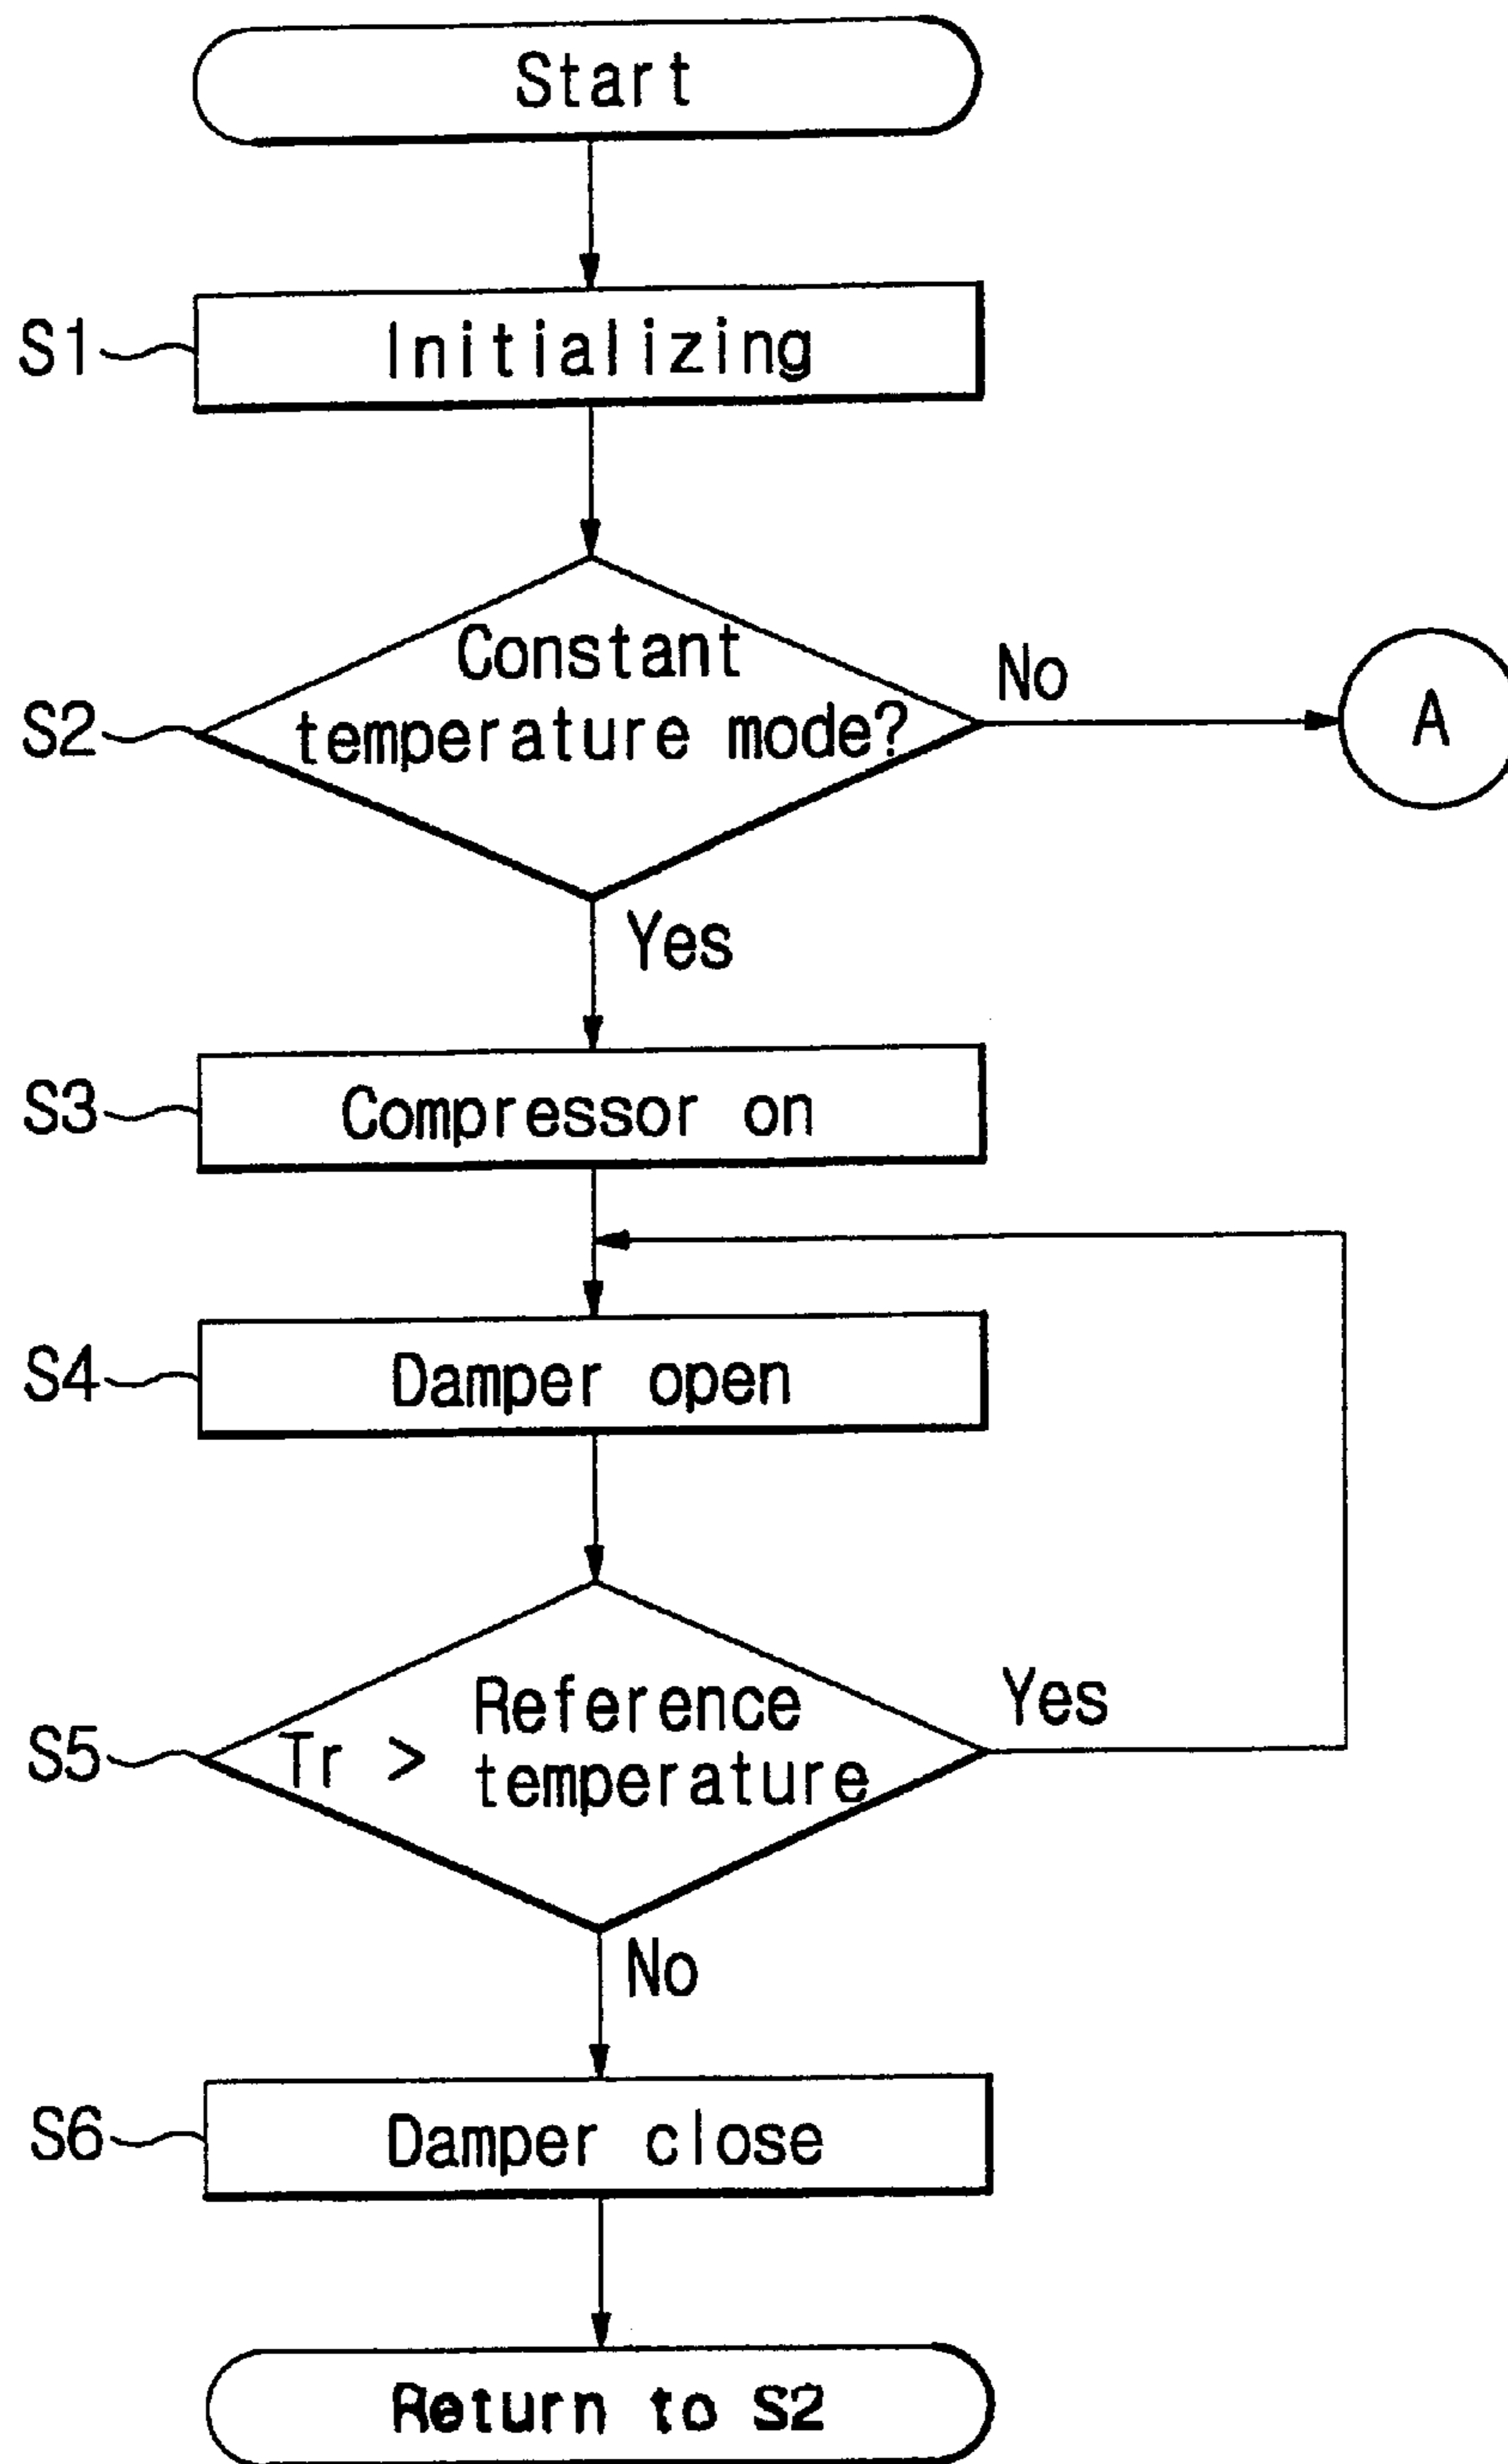 Start
S1
Initializing
Constant
No
S2
temperature mode?
A
Yes
S3
Compressor on
S4
Damper open
Reference
Yes
S5
Tr >
temperature
No
S6
Damper close
Return to S2